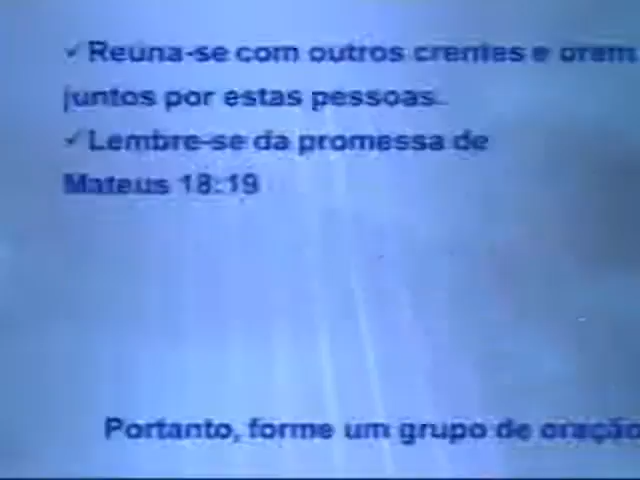 ✓Reúna-se com outros crentes e orem
juntos por estas pessoas.
✓Lembre-se da promessa de
Mateus 18:19
Portanto, forme um grupo de oração